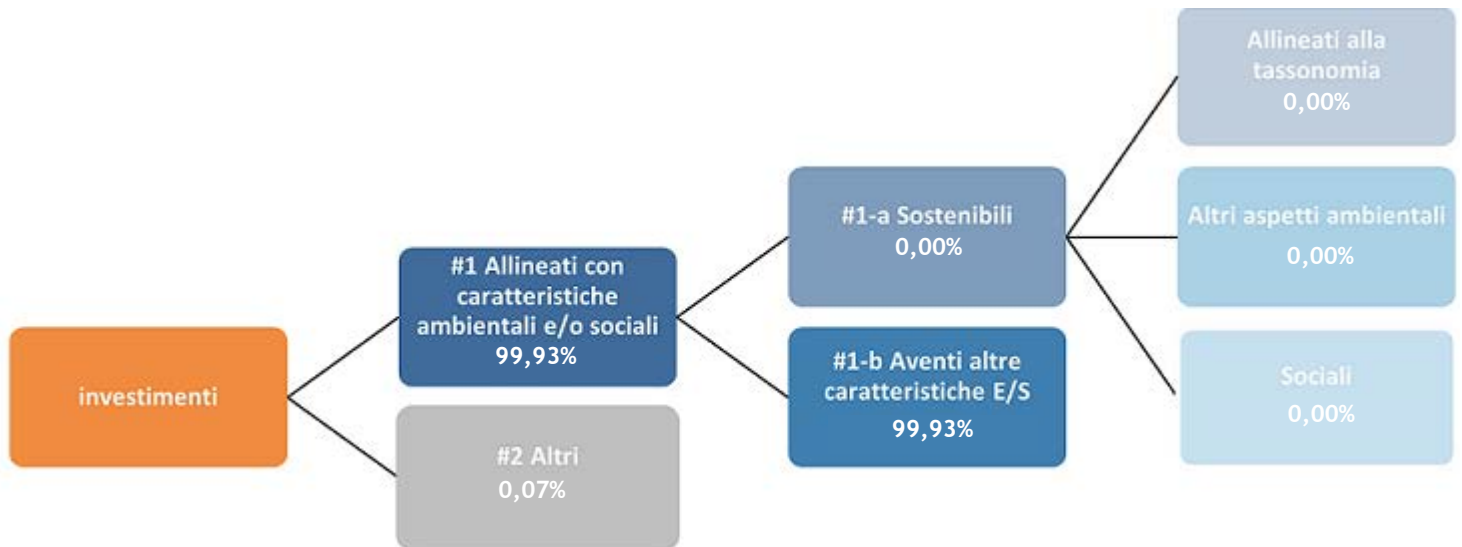 investimenti
#1 Allineati con
caratteristiche
ambientali e/o sociali
99,93%
#2 Altri
0,07%
#1-a Sostenibili
0,00%
#1-b Aventi altre
caratteristiche E/S
99,93%
Allineati alla
tassonomia
0,00%
Altri aspetti ambientali
0,00%
Sociali
0,00%